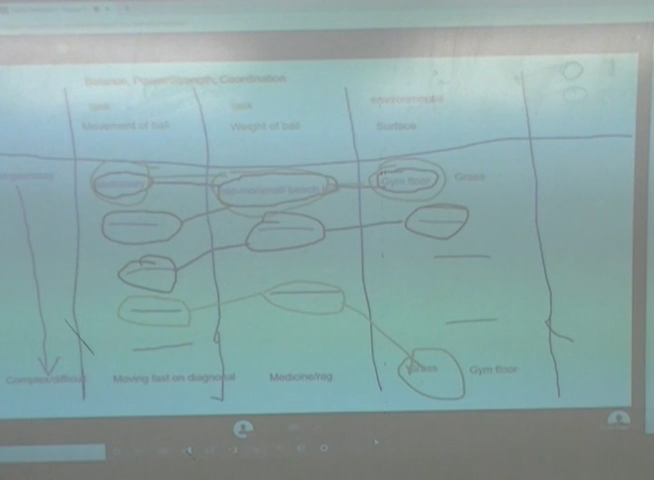 Balance, Power/Strength, Coordination
task task environmental
Movement of ball Weight of ball Surface
Gym floor Grass
Complex/difficult Moving fast on diagonal Medicine/rag Grass Gym floor